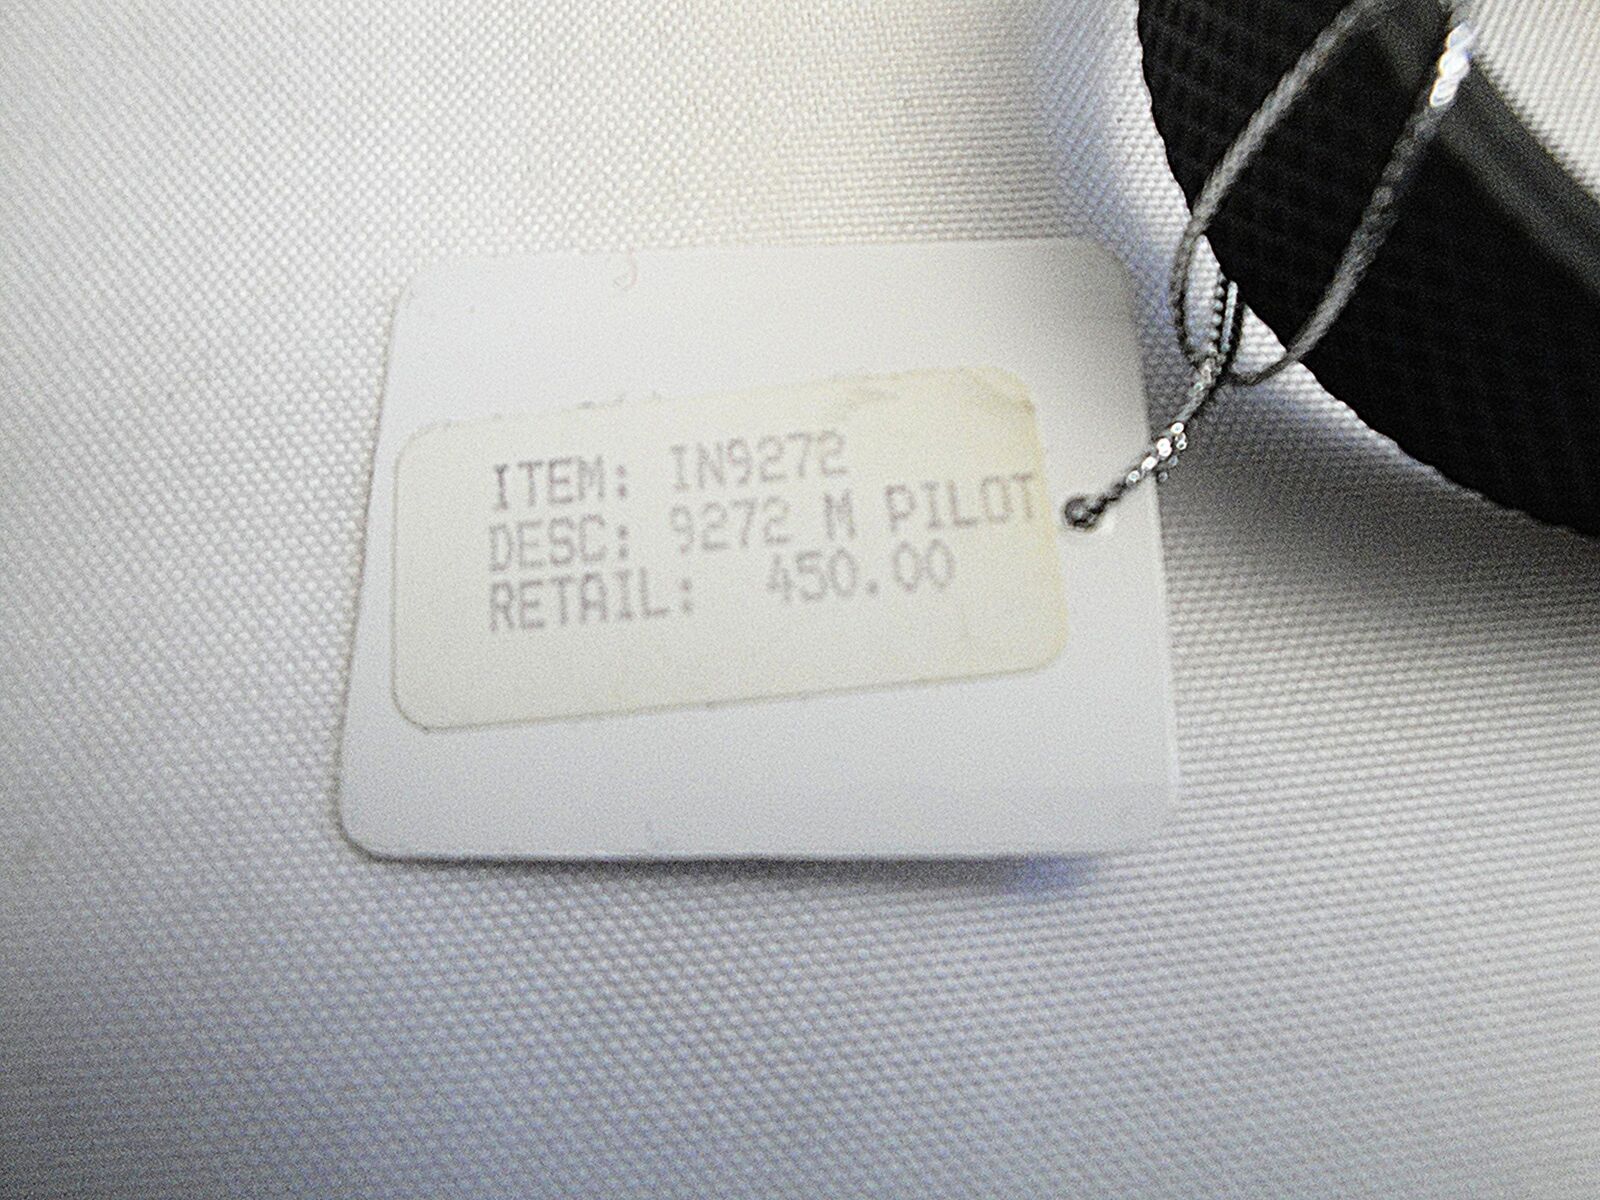 ITEM: IN9272
DESC: 9272 M PILOT
RETAIL: 450.00